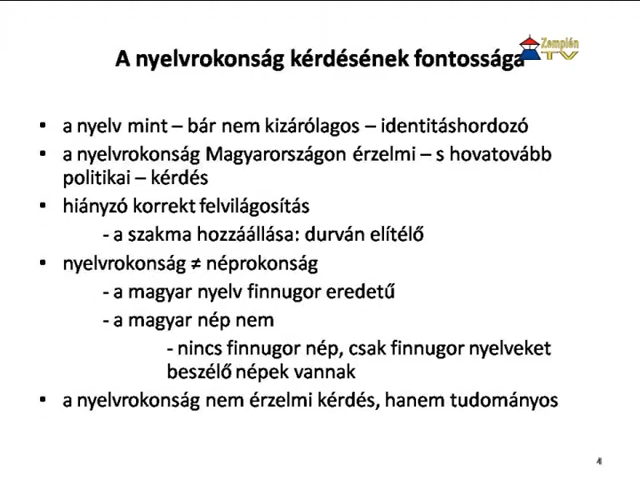 A nyelvrokonság kérdésének fontossága
Zemplén
TV
▪ a nyelv mint – bár nem kizárólagos – identitáshordozó
▪ a nyelvrokonság Magyarországon érzelmi – s hovatovább
politikai – kérdés
▪ hiányzó korrekt felvilágosítás
- a szakma hozzáállása: durván elítélő
▪ nyelvrokonság ≠ néprokonság
- a magyar nyelv finnugor eredetű
- a magyar nép nem
- nincs finnugor nép, csak finnugor nyelveket
beszélő népek vannak
▪ a nyelvrokonság nem érzelmi kérdés, hanem tudományos
4